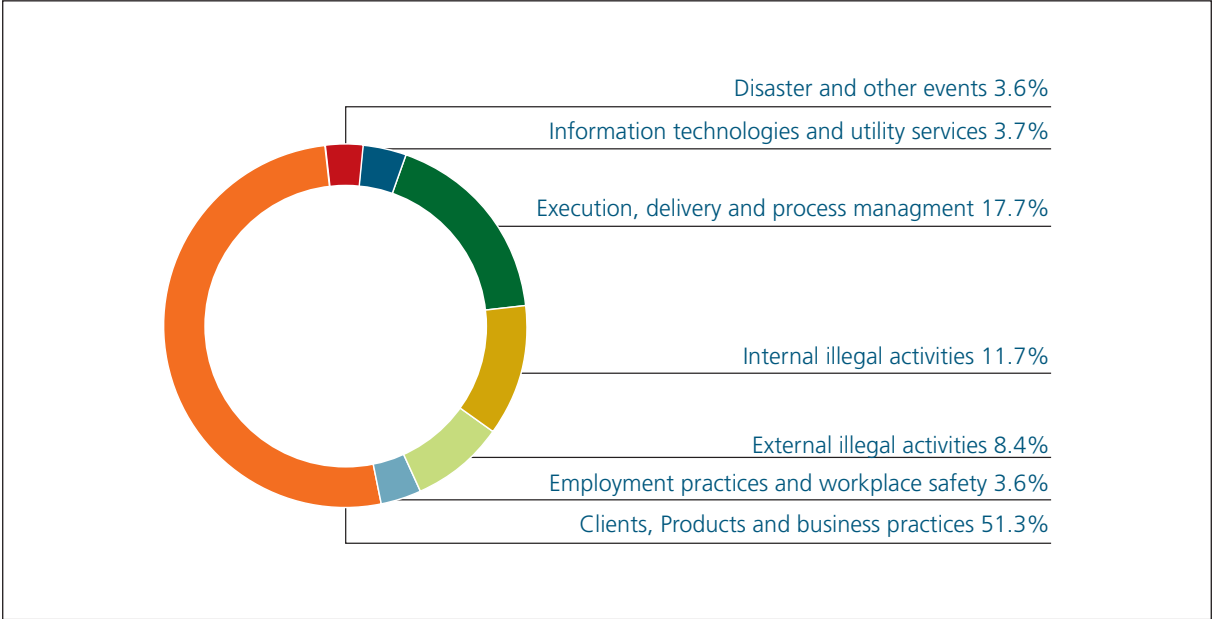 Disaster and other events 3.6%
Information technologies and utility services 3.7%
Execution, delivery and process managment 17.7%
Internal illegal activities 11.7%
External illegal activities 8.4%
Employment practices and workplace safety 3.6%
Clients, Products and business practices 51.3%